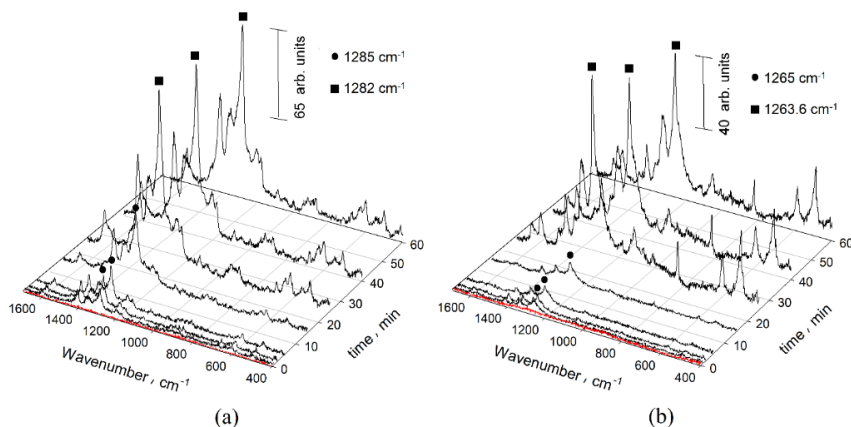 65 arb. units
● 1285 cm⁻¹
■ 1282 cm⁻¹
1600
1400
1200
1000
800
600
400
Wavenumber , cm⁻¹
0
10
20
30
40
50
60
time , min
(a)
40 arb. units
● 1265 cm⁻¹
■ 1263.6 cm⁻¹
1600
1400
1200
1000
800
600
400
Wavenumber , cm⁻¹
0
10
20
30
40
50
60
time , min
(b)